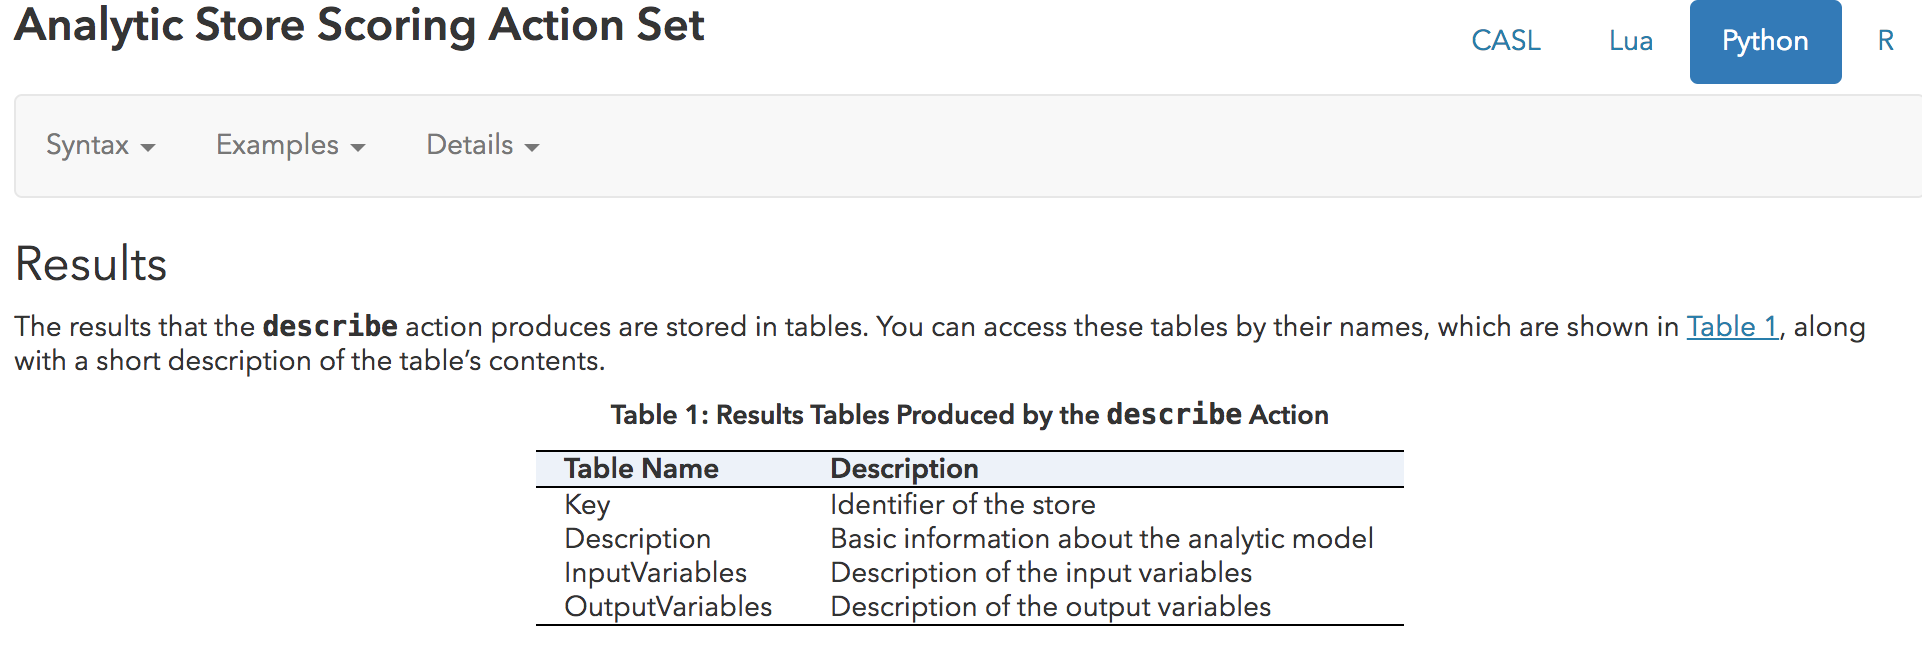 Analytic Store Scoring Action Set
CASL Lua Python R
Syntax Examples Details
Results
The results that the describe action produces are stored in tables. You can access these tables by their names, which are shown in Table 1, along
with a short description of the table’s contents.
Table 1: Results Tables Produced by the describe Action
Table Name Description
Key Identifier of the store
Description Basic information about the analytic model
InputVariables Description of the input variables
OutputVariables Description of the output variables